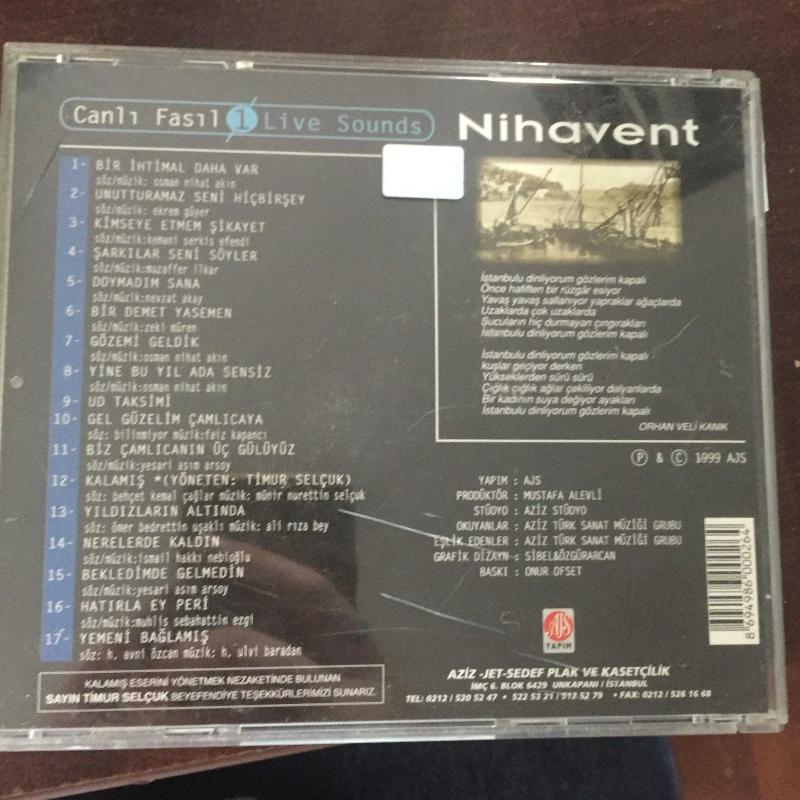 Canlı Fasıl 1 Live Sounds
Nihavent
1- BİR İHTİMAL DAHA VAR
söz/müzik: osman nihat akın
2- UNUTTURAMAZ SENİ HİÇBİRŞEY
söz/müzik: ekrem güyer
3- KİMSEYE ETMEM ŞİKAYET
söz/müzik:kemani serkis efendi
4- ŞARKILAR SENİ SÖYLER
söz/müzik:muzaffer ilkar
5- DOYMADIM SANA
söz/müzik:nevzat akay
6- BİR DEMET YASEMEN
söz/müzik:zeki müren
7- GÖZEMİ GELDİK
söz/müzik:osman nihat akın
8- YİNE BU YIL ADA SENSİZ
söz/müzik:osman nihat akın
9- UD TAKSİMİ
10- GEL GÜZELİM ÇAMLICAYA
söz: bilinmiyor müzik:faiz kapancı
11- BİZ ÇAMLICANIN ÜÇ GÜLÜYÜZ
söz/müzik:yesari asım arsoy
12- KALAMIŞ *(YÖNETEN: TİMUR SELÇUK)
söz: behçet kemal çağlar müzik: münir nurettin selçuk
13- YILDIZLARIN ALTINDA
söz: ömer bedrettin uşaklı müzik: ali rıza bey
14- NERELERDE KALDIN
söz/müzik:ismail hakkı nebioğlu
15- BEKLEDİMDE GELMEDİN
söz/müzik:yesari asım arsoy
16- HATIRLA EY PERİ
söz/müzik:muhlis sebahattin ezgi
17- YEMENİ BAĞLAMIŞ
söz: h. avni özcan müzik: h. ulvi baradan
KALAMIŞ ESERİNİ YÖNETMEK NEZAKETİNDE BULUNAN
SAYIN TİMUR SELÇUK BEYEFENDİYE TEŞEKKÜRLERİMİZİ SUNARIZ.
İstanbulu dinliyorum gözlerim kapalı
Önce hafiften bir rüzgâr esiyor
Yavaş yavaş sallanıyor yapraklar ağaçlarda
Uzaklarda çok uzaklarda
Sucuların hiç durmayan çıngırakları
İstanbulu dinliyorum gözlerim kapalı
İstanbulu dinliyorum gözlerim kapalı
kuşlar geçiyor derken
Yükseklerden sürü sürü
Çığlık çığlık ağlar çekiliyor dalyanlarda
Bir kadının suya değiyor ayakları
İstanbulu dinliyorum gözlerim kapalı
ORHAN VELİ KANIK
Ⓟ & Ⓒ 1999 AJS
YAPIM : AJS
PRODÜKTÖR : MUSTAFA ALEVLİ
STÜDYO : AZİZ STÜDYO
OKUYANLAR : AZİZ TÜRK SANAT MÜZİĞİ GRUBU
EŞLİK EDENLER : AZİZ TÜRK SANAT MÜZİĞİ GRUBU
GRAFİK DİZAYN : SİBEL&ÖZGÜRARCAN
BASKI : ONUR OFSET
8 694986 000264
AJS
YAPIM
AZİZ -JET-SEDEF PLAK VE KASETÇİLİK
İMÇ 6. BLOK 6429 UNKAPANI / İSTANBUL
TEL: 0212 / 520 52 47 • 522 53 21 / 512 52 79 • FAX: 0212 / 526 16 68